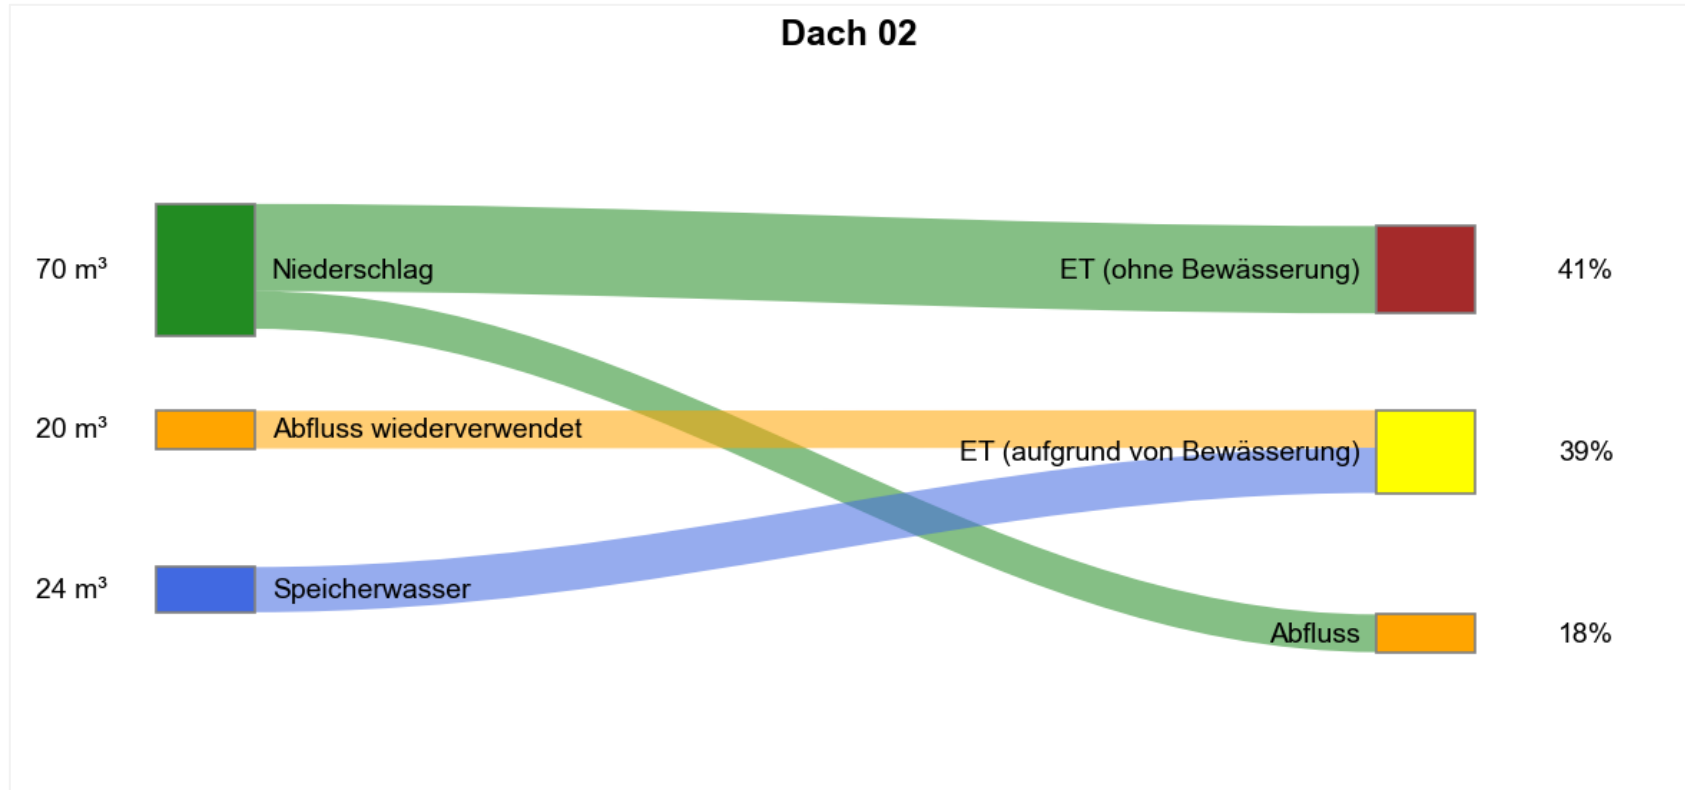 Dach 02
70 m³
Niederschlag
ET (ohne Bewässerung)
41%
20 m³
Abfluss wiederverwendet
ET (aufgrund von Bewässerung)
39%
24 m³
Speicherwasser
Abfluss
18%